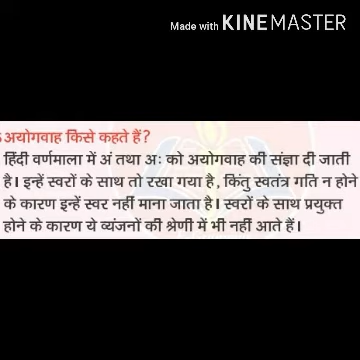 Made with KINEMASTER
अयोगवाह किसे कहते हैं?
हिंदी वर्णमाला में अं तथा अः को अयोगवाह की संज्ञा दी जाती
है। इन्हें स्वरों के साथ तो रखा गया है, किंतु स्वतंत्र गति न होने
के कारण इन्हें स्वर नहीं माना जाता है। स्वरों के साथ प्रयुक्त
होने के कारण ये व्यंजनों की श्रेणी में भी नहीं आते हैं।